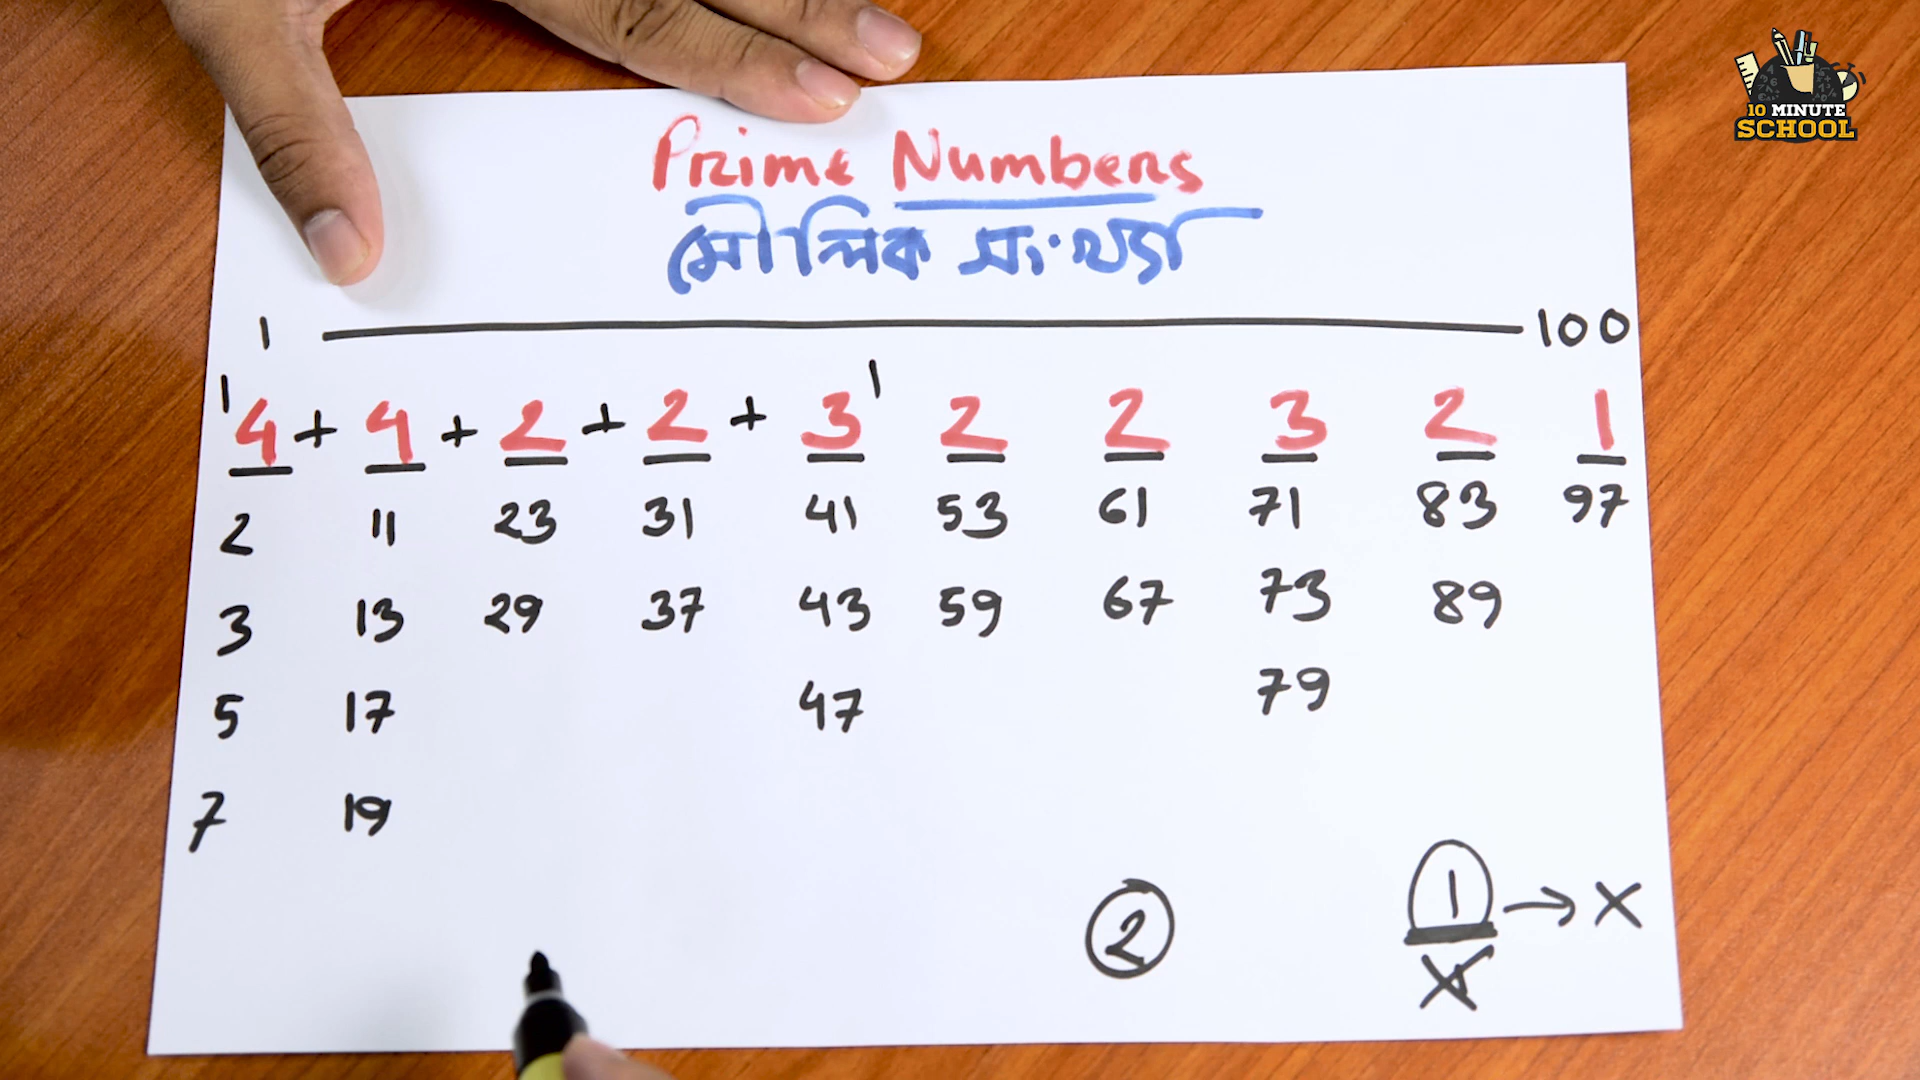 10 MINUTE
SCHOOL
Prime Numbers
মৌলিক সংখ্যা
1 100
1 1
4 + 4 + 2 + 2 + 3 2 2 3 2 1
2 11 23 31 41 53 61 71 83 97
3 13 29 37 43 59 67 73 89
5 17 47 79
7 19
2 1 → X
X